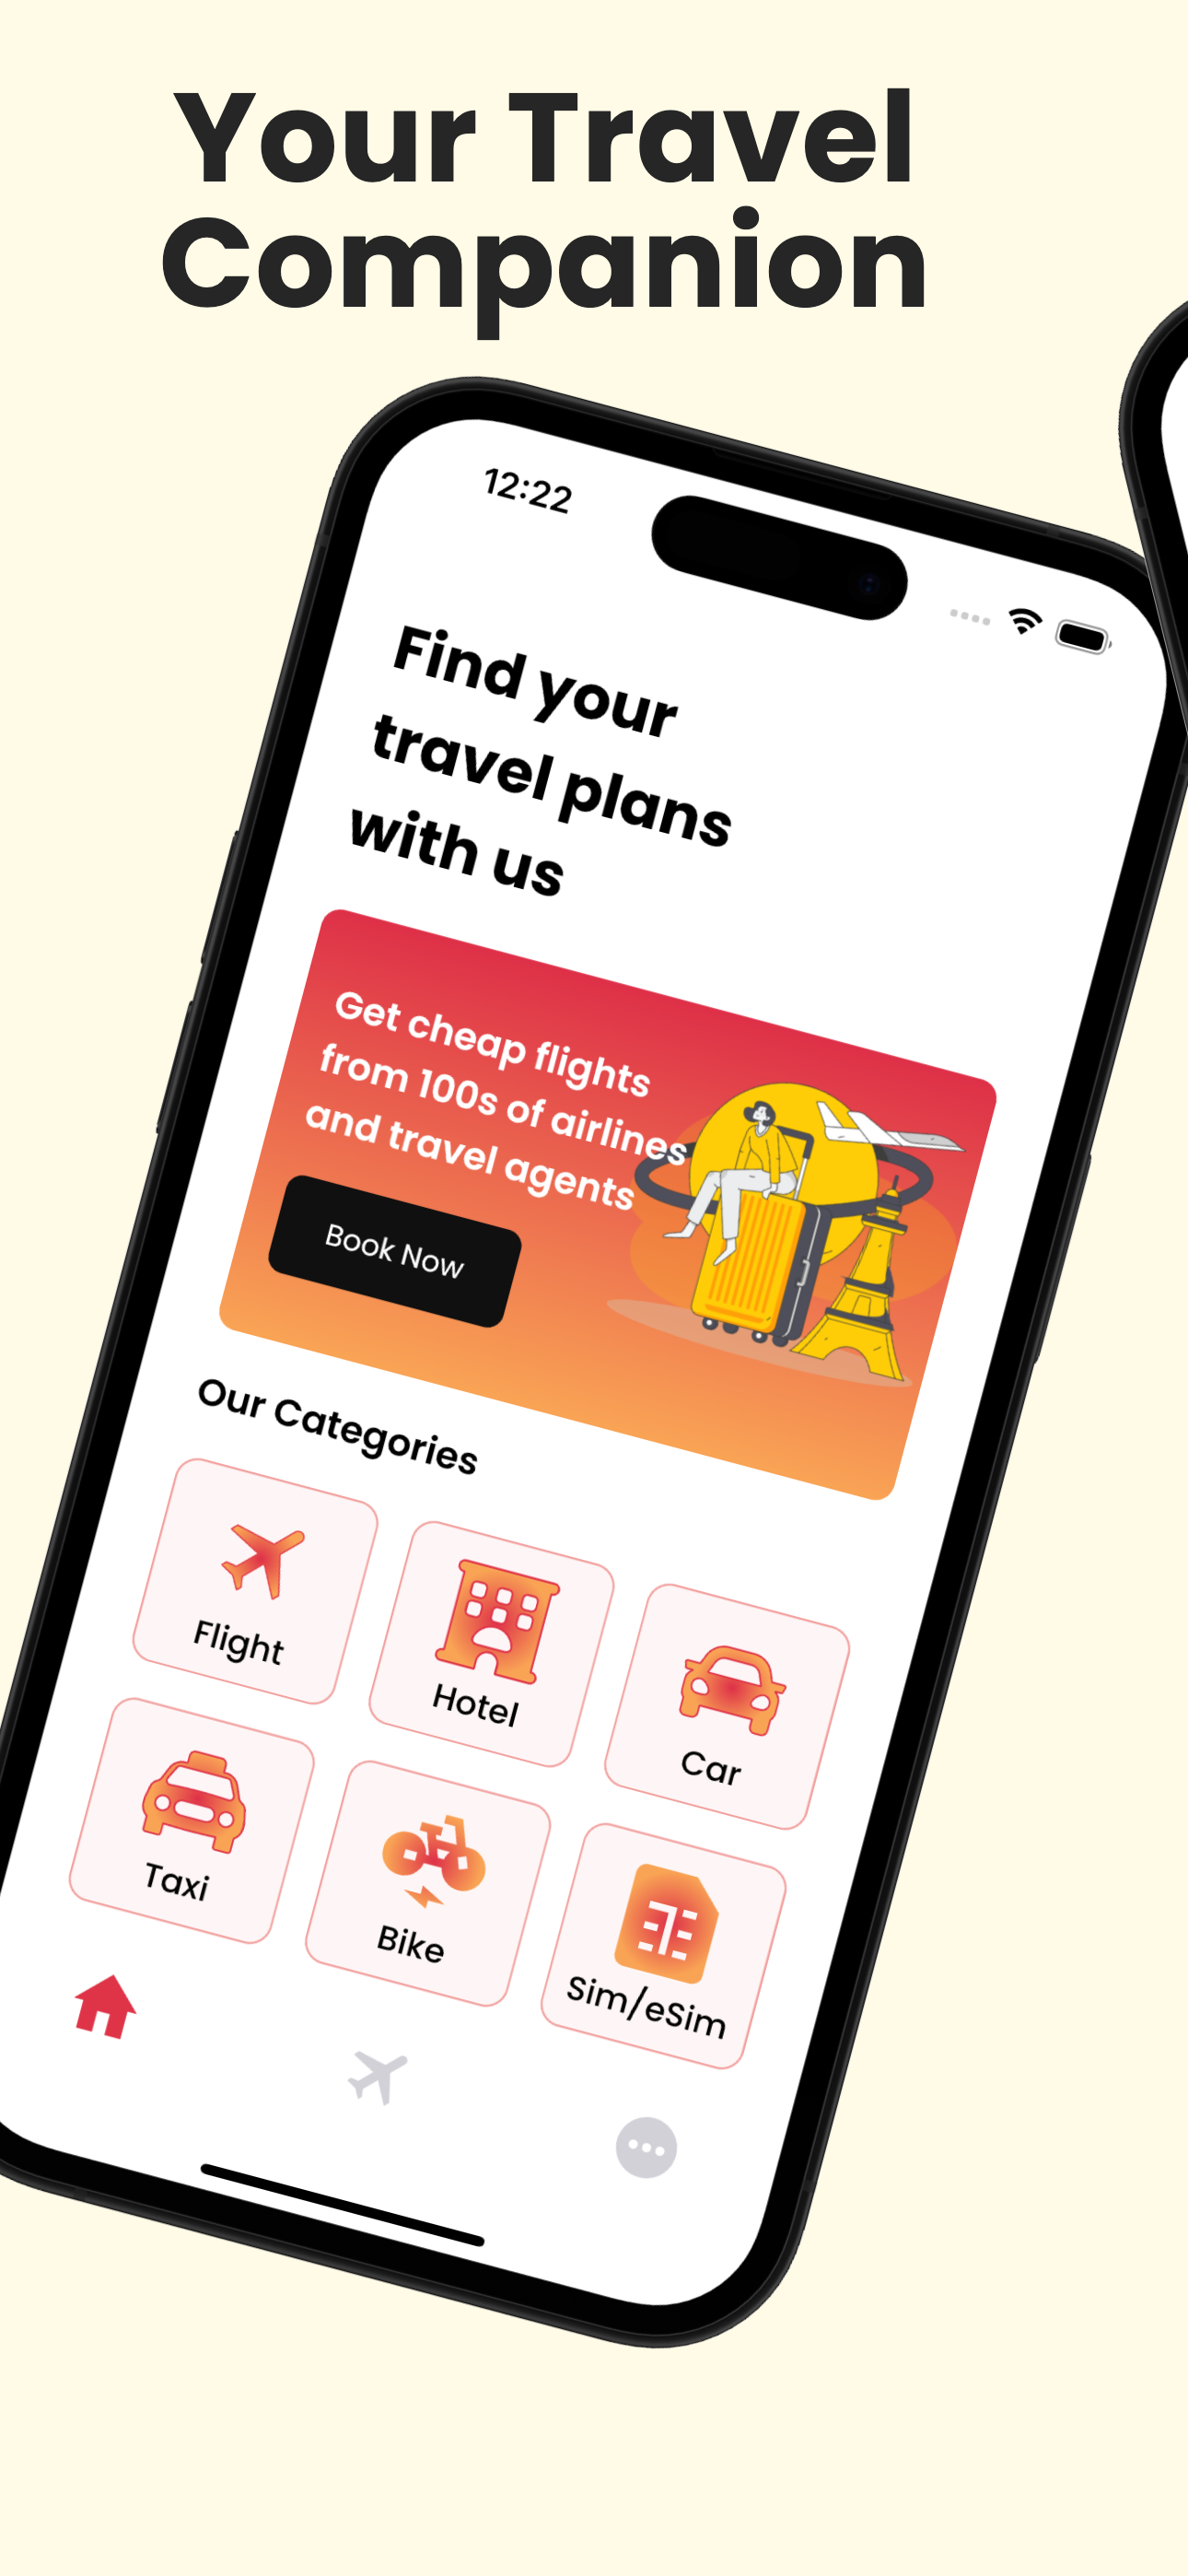 Your Travel
Companion
12:22
Find your
travel plans
with us
Get cheap flights
from 100s of airlines
and travel agents
Book Now
Our Categories
Flight
Hotel
Car
Taxi
Bike
Sim/eSim